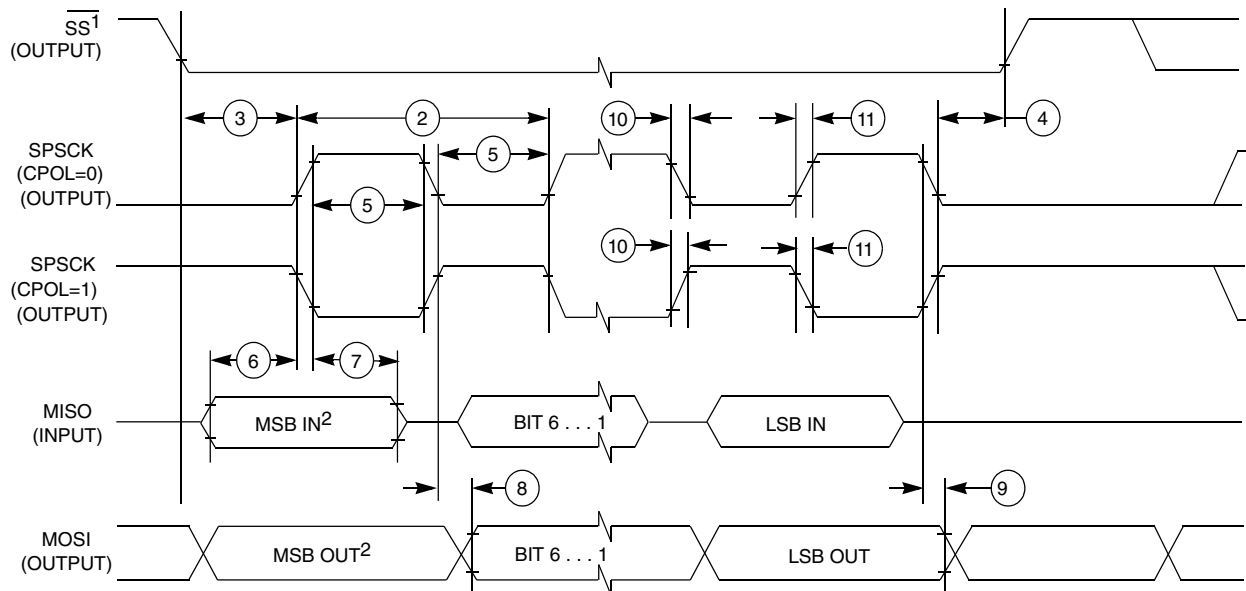 SS1
(OUTPUT)
3
2
10
11
4
SPSCK
(CPOL=0)
(OUTPUT)
5
5
10
11
SPSCK
(CPOL=1)
(OUTPUT)
6
7
MISO
(INPUT)
MSB IN2
BIT 6 . . . 1
LSB IN
8
9
MOSI
(OUTPUT)
MSB OUT2
BIT 6 . . . 1
LSB OUT